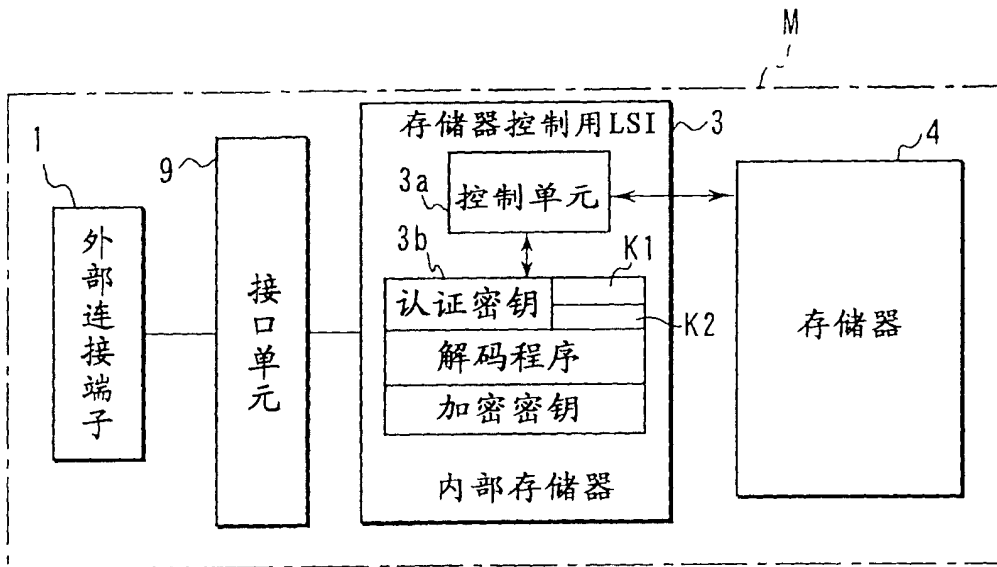 M
1
外部连接端子
9
接口单元
存储器控制用LSI
3
3a
控制单元
3b
认证密钥
K1
K2
解码程序
加密密钥
内部存储器
4
存储器